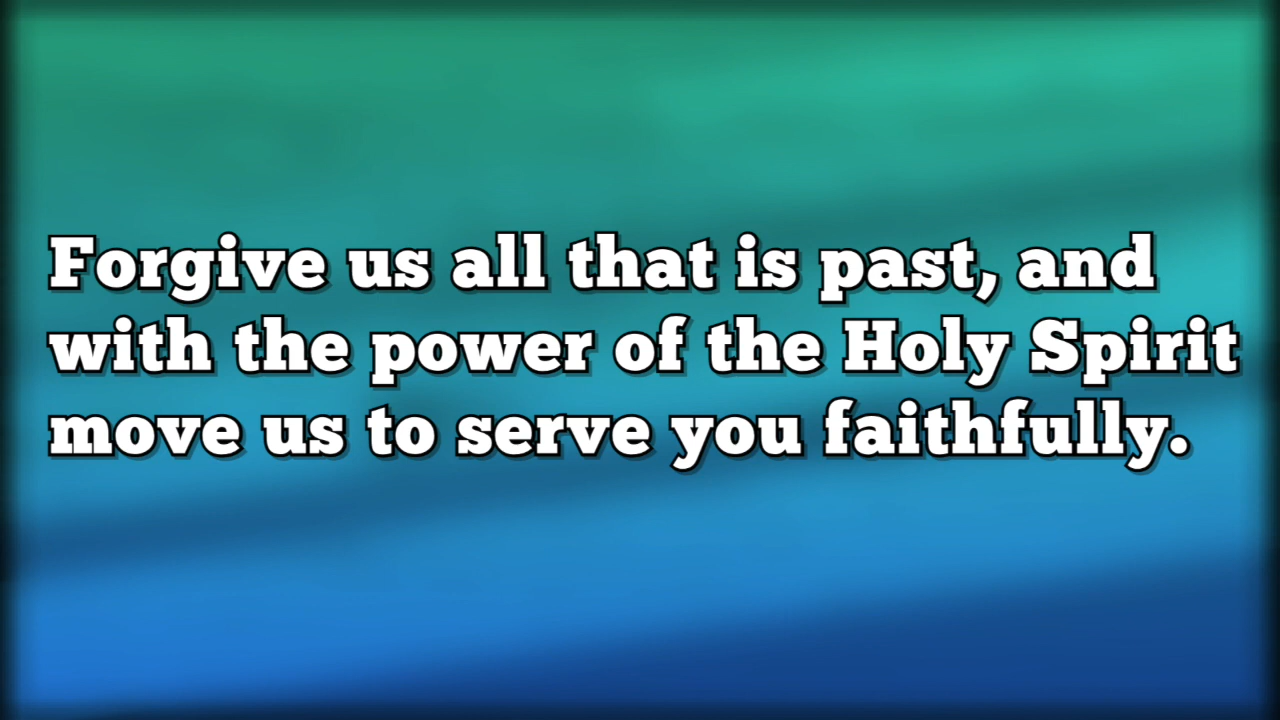 Forgive us all that is past, and
with the power of the Holy Spirit
move us to serve you faithfully.